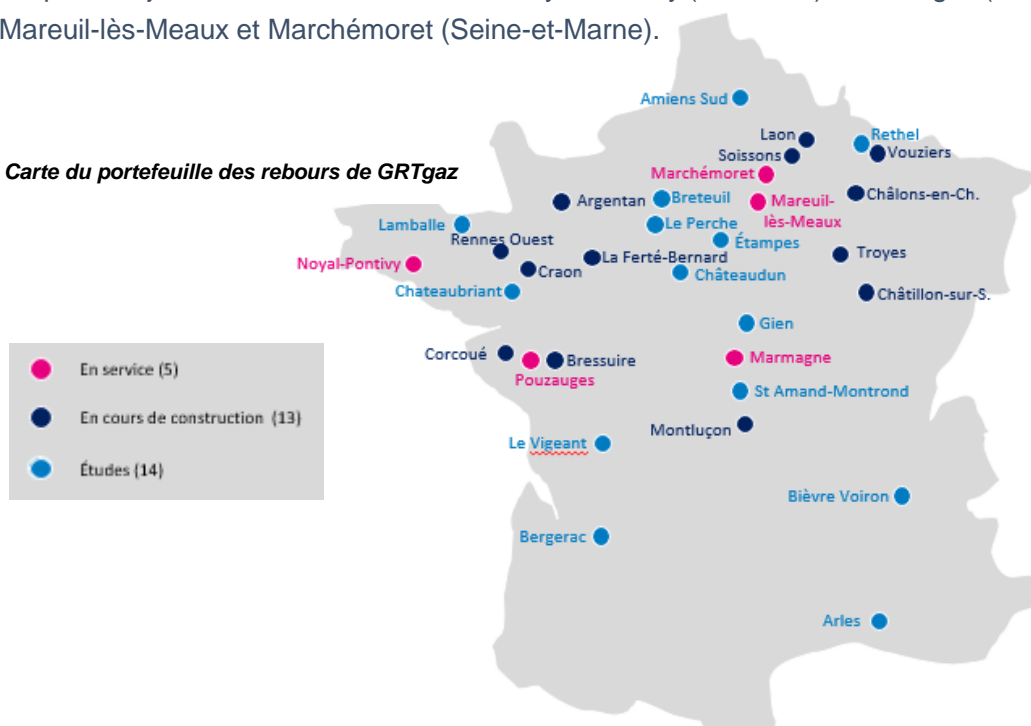 Mareuil-lès-Meaux et Marchémoret (Seine-et-Marne).
Amiens Sud
Laon
Rethel
Soissons
Vouziers
Carte du portefeuille des rebours de GRTgaz
Marchémoret
Argentan
Breteuil
Mareuil-
lès-Meaux
Châlons-en-Ch.
Lamballe
Le Perche
Rennes Ouest
Étampes
Noyal-Pontivy
La Ferté-Bernard
Troyes
Craon
Châteaudun
Chateaubriant
Châtillon-sur-S.
Gien
Corcoué
Bressuire
Marmagne
En service (5)
Pouzauges
St Amand-Montrond
En cours de construction (13)
Montluçon
Le Vigeant
Études (14)
Bièvre Voiron
Bergerac
Arles